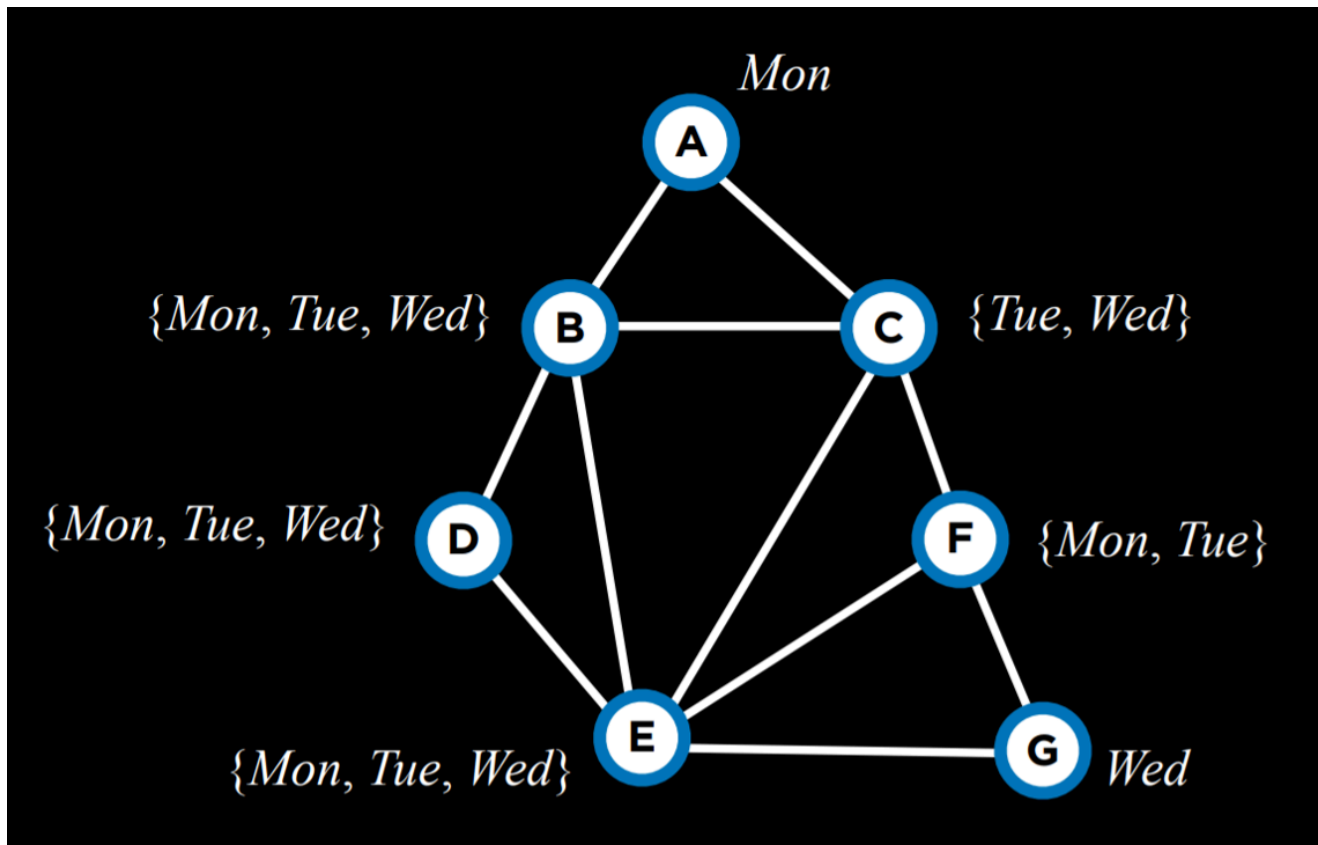 Mon
A
{Mon, Tue, Wed} B C {Tue, Wed}
{Mon, Tue, Wed} D F {Mon, Tue}
{Mon, Tue, Wed} E G Wed